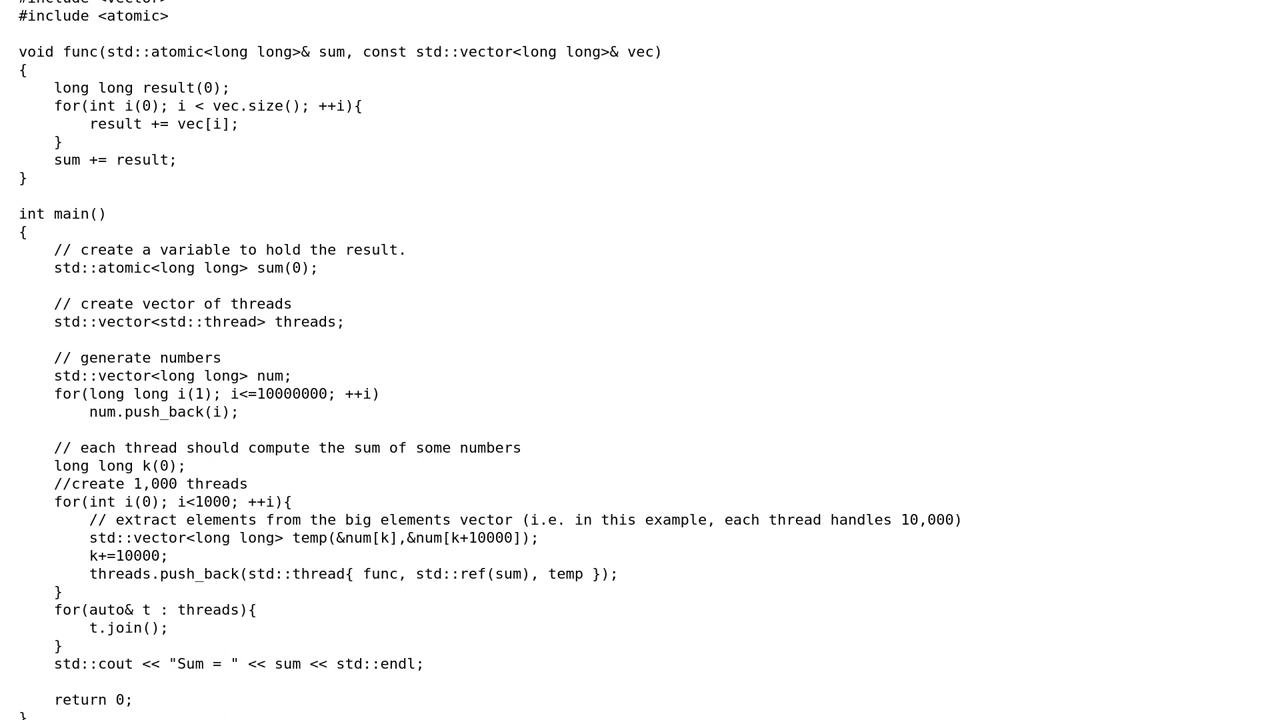 #include <vector>
#include <atomic>
void func(std::atomic<long long>& sum, const std::vector<long long>& vec)
{
    long long result(0);
    for(int i(0); i < vec.size(); ++i){
        result += vec[i];
    }
    sum += result;
}
int main()
{
    // create a variable to hold the result.
    std::atomic<long long> sum(0);
    // create vector of threads
    std::vector<std::thread> threads;
    // generate numbers
    std::vector<long long> num;
    for(long long i(1); i<=10000000; ++i)
        num.push_back(i);
    // each thread should compute the sum of some numbers
    long long k(0);
    //create 1,000 threads
    for(int i(0); i<1000; ++i){
        // extract elements from the big elements vector (i.e. in this example, each thread handles 10,000)
        std::vector<long long> temp(&num[k],&num[k+10000]);
        k+=10000;
        threads.push_back(std::thread{ func, std::ref(sum), temp });
    }
    for(auto& t : threads){
        t.join();
    }
    std::cout << "Sum = " << sum << std::endl;
    return 0;
}